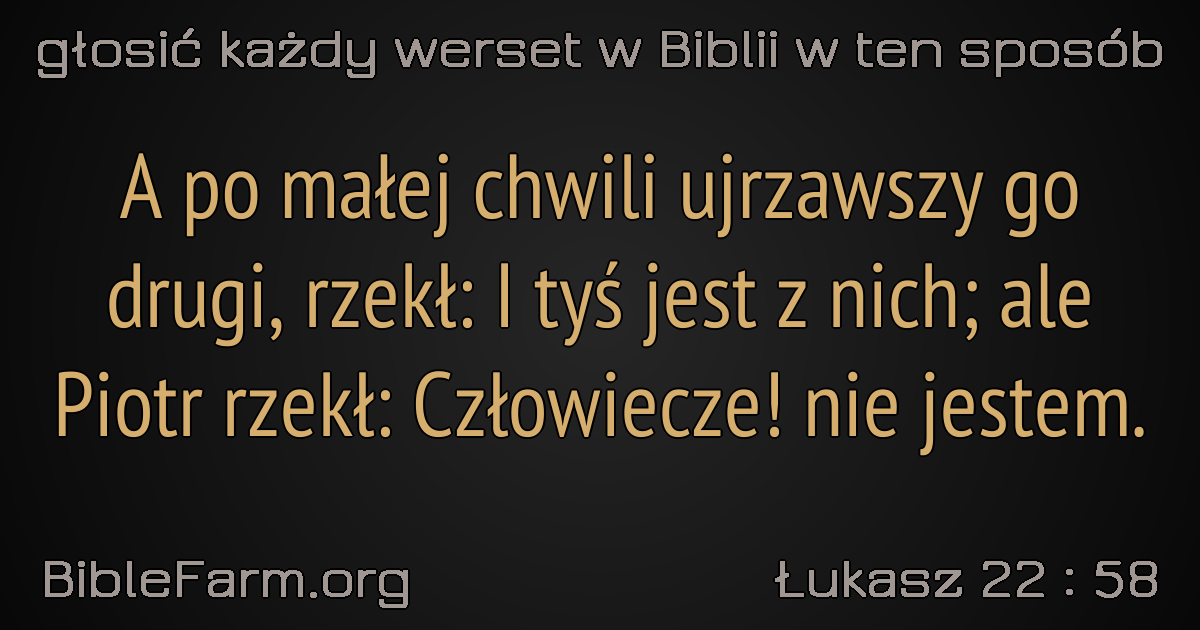 głosić każdy werset w Biblii w ten sposób
A po małej chwili ujrzawszy go
drugi, rzekł: I tyś jest z nich; ale
Piotr rzekł: Człowiecze! nie jestem.
BibleFarm.org
Łukasz 22 : 58